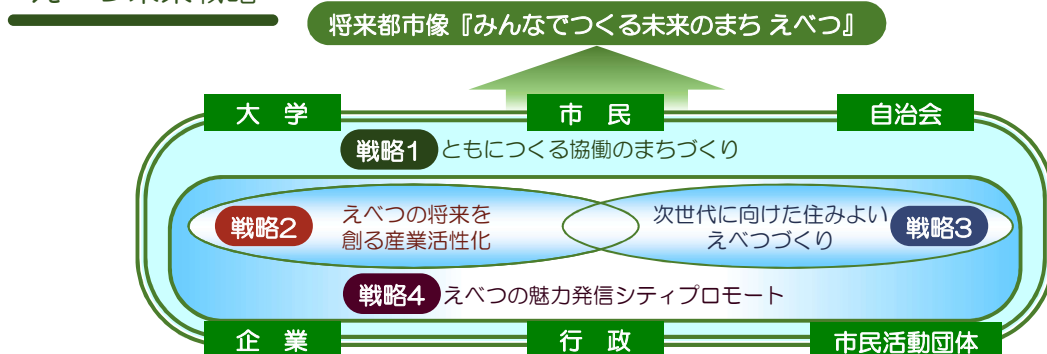 未来戦略
将来都市像『みんなでつくる未来のまち えべつ』
大 学
市 民
自治会
戦略1 ともにつくる協働のまちづくり
戦略2
えべつの将来を
創る産業活性化
次世代に向けた住みよい
えべつづくり
戦略3
戦略4 えべつの魅力発信シティプロモート
企 業
行 政
市民活動団体